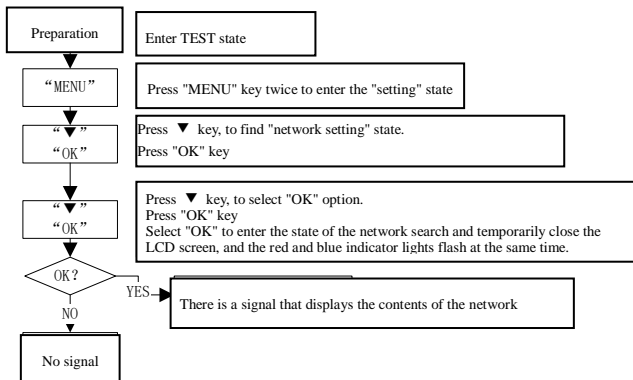 Preparation
Enter TEST state
“MENU”
Press "MENU" key twice to enter the "setting" state
“▼”
“OK”
Press ▼ key, to find "network setting" state.
Press "OK" key
“▼”
“OK”
Press ▼ key, to select "OK" option.
Press "OK" key
Select "OK" to enter the state of the network search and temporarily close the
LCD screen, and the red and blue indicator lights flash at the same time.
OK?
YES
There is a signal that displays the contents of the network
NO
No signal